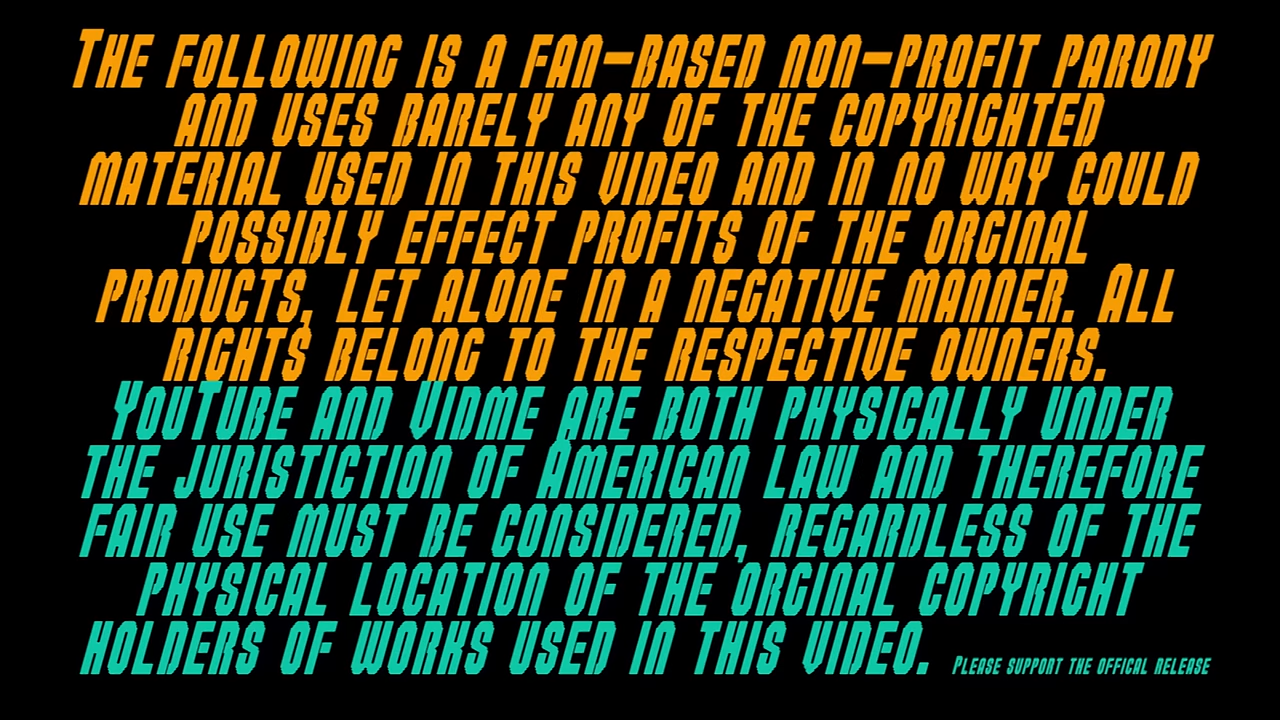 The following is a fan-based non-profit parody
and uses barely any of the copyrighted
material used in this video and in no way could
possibly effect profits of the orginal
products, let alone in a negative manner. All
rights belong to the respective owners.
YouTube and Vidme are both physically under
the juristiction of American law and therefore
fair use must be considered, regardless of the
physical location of the orginal copyright
holders of works used in this video. Please support the offical release